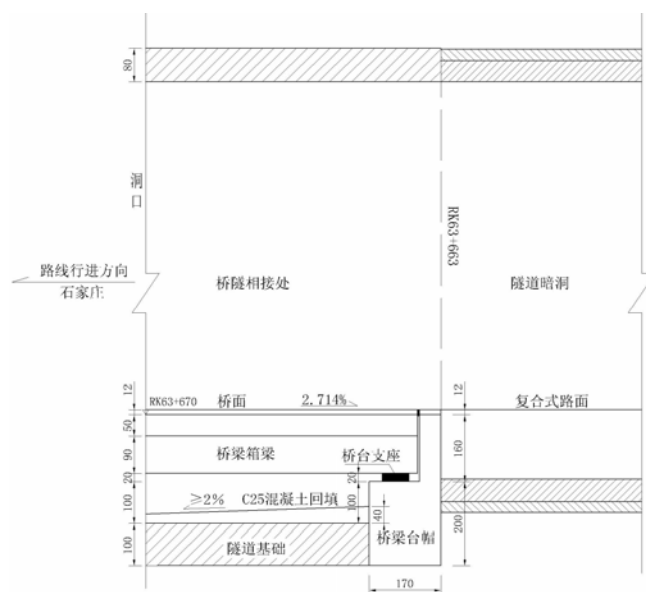 80
洞口
RK63+663
路线行进方向
石家庄
桥隧相接处
隧道暗洞
12
RK63+670
桥面
2.714%
12
复合式路面
50
90
桥梁箱梁
桥台支座
160
20
20
100
≥2%
C25混凝土回填
100
40
100
隧道基础
桥梁台帽
200
170